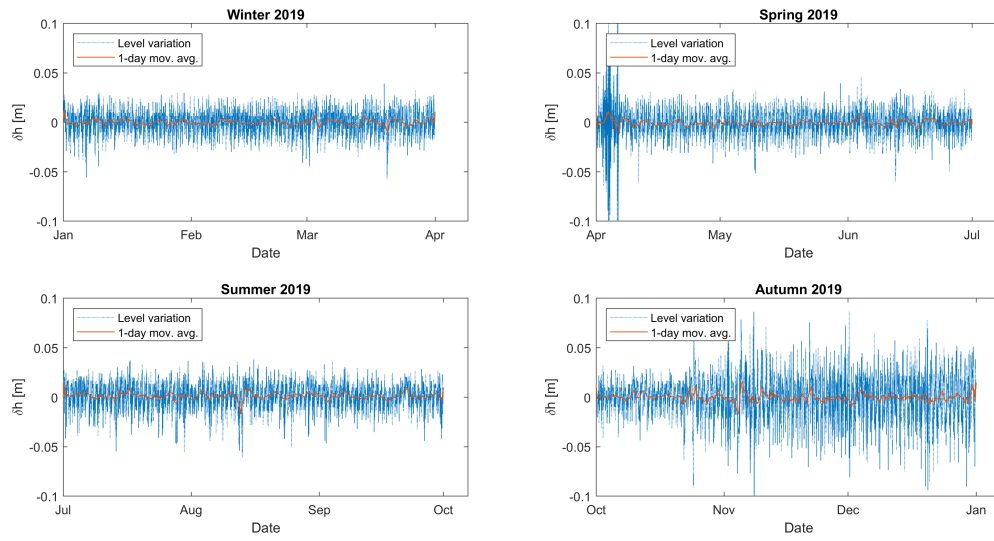 Winter 2019
0.1
0.05
0
-0.05
-0.1
δh [m]
Level variation
1-day mov. avg.
Jan Feb Mar Apr
Date
Spring 2019
0.1
0.05
0
-0.05
-0.1
δh [m]
Level variation
1-day mov. avg.
Apr May Jun Jul
Date
Summer 2019
0.1
0.05
0
-0.05
-0.1
δh [m]
Level variation
1-day mov. avg.
Jul Aug Sep Oct
Date
Autumn 2019
0.1
0.05
0
-0.05
-0.1
δh [m]
Level variation
1-day mov. avg.
Oct Nov Dec Jan
Date